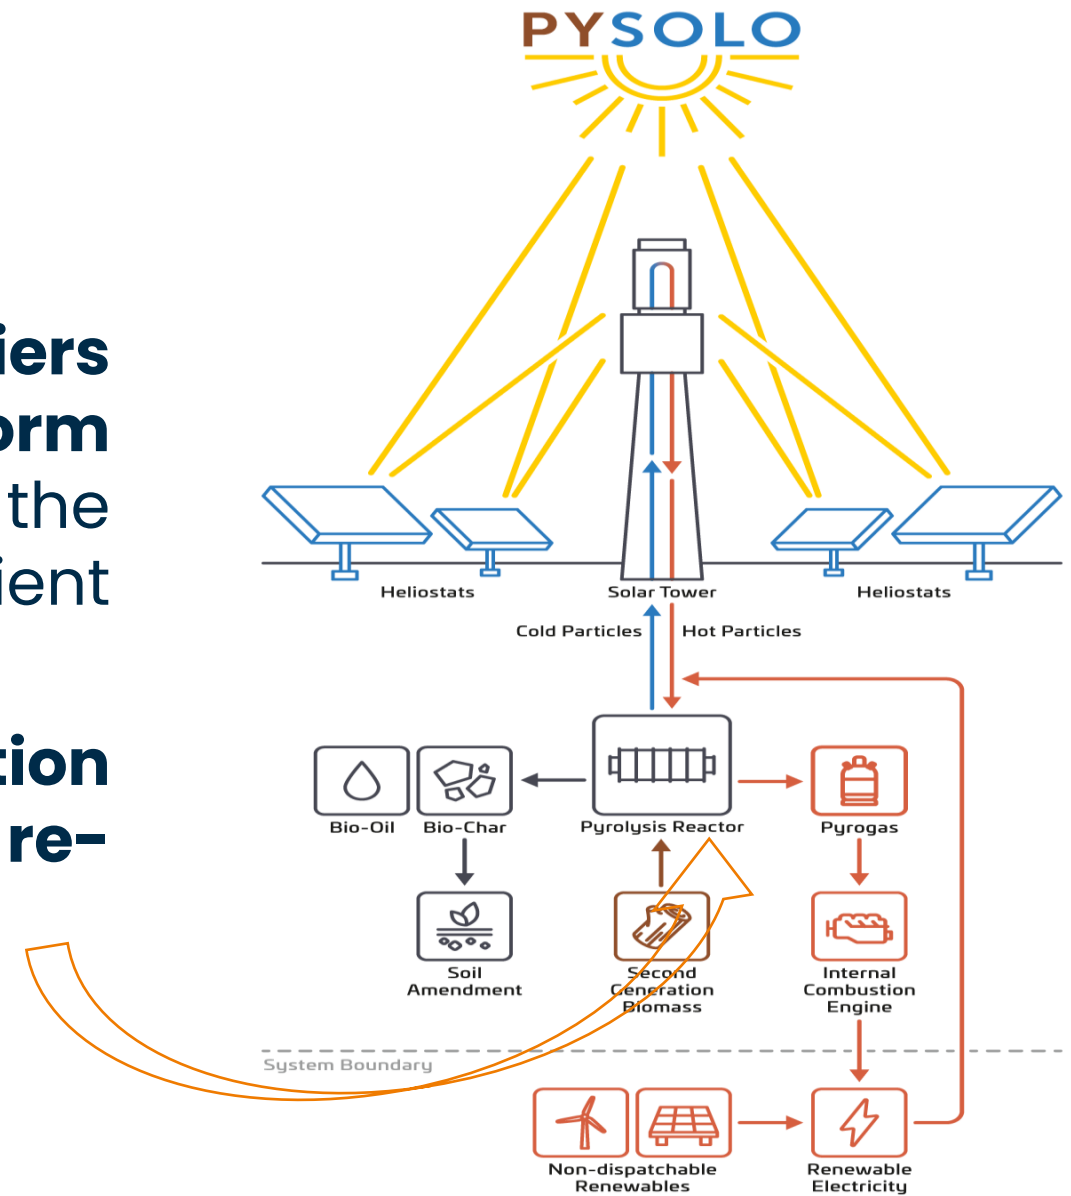 PYSOLO
iers
orm
the
ient
tion
re-
Heliostats
Solar Tower
Heliostats
Cold Particles
Hot Particles
Bio-Oil
Bio-Char
Pyrolysis Reactor
Pyrogas
Soil
Amendment
Second
Generation
Biomass
Internal
Combustion
Engine
System Boundary
Non-dispatchable
Renewables
Renewable
Electricity